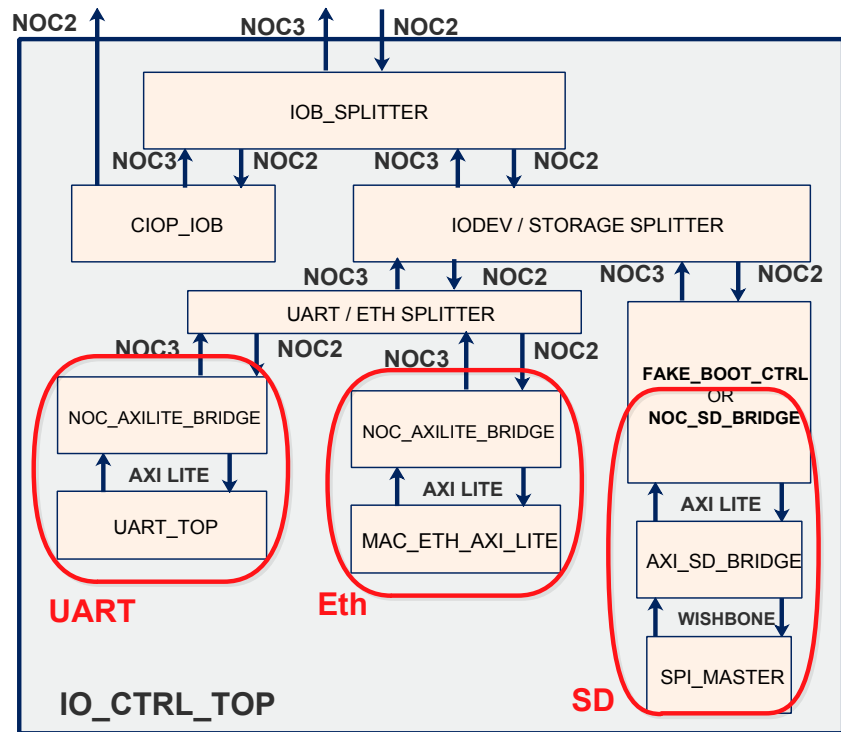 NOC2
NOC3
NOC2
IOB_SPLITTER
NOC3
NOC2
NOC3
NOC2
CIOP_IOB
IODEV / STORAGE SPLITTER
NOC3
NOC2
NOC3
NOC2
UART / ETH SPLITTER
NOC3
NOC2
NOC3
NOC2
FAKE_BOOT_CTRL
OR
NOC_SD_BRIDGE
NOC_AXILITE_BRIDGE
NOC_AXILITE_BRIDGE
AXI LITE
AXI LITE
AXI LITE
UART_TOP
MAC_ETH_AXI_LITE
AXI_SD_BRIDGE
UART
Eth
WISHBONE
SPI_MASTER
SD
IO_CTRL_TOP